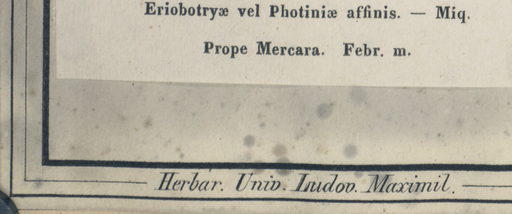 Eriobotryæ vel Photiniæ affinis. — Miq.
Prope Mercara. Febr. m.
Herbar. Univ. Ludov. Maximil.